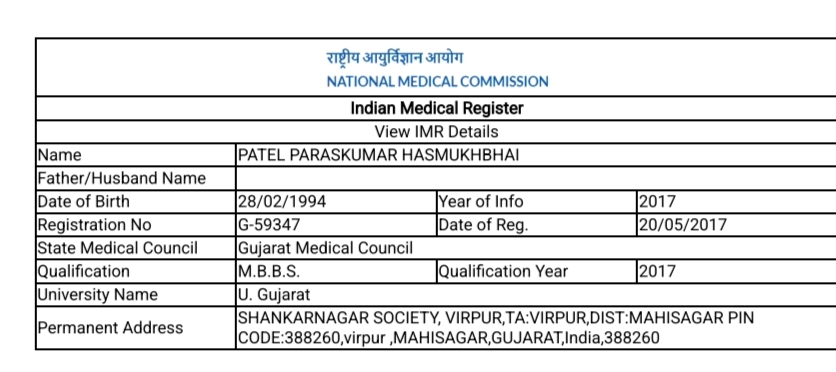 राष्ट्रीय आयुर्विज्ञान आयोग
NATIONAL MEDICAL COMMISSION
Indian Medical Register
View IMR Details
Name PATEL PARASKUMAR HASMUKHBHAI
Father/Husband Name
Date of Birth 28/02/1994 Year of Info 2017
Registration No G-59347 Date of Reg. 20/05/2017
State Medical Council Gujarat Medical Council
Qualification M.B.B.S. Qualification Year 2017
University Name U. Gujarat
Permanent Address SHANKARNAGAR SOCIETY, VIRPUR,TA:VIRPUR,DIST:MAHISAGAR PIN
CODE:388260,virpur ,MAHISAGAR,GUJARAT,India,388260